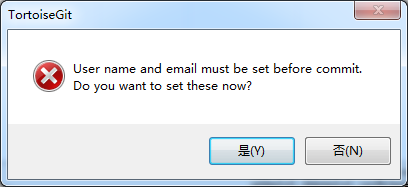 TortoiseGit
User name and email must be set before commit.
Do you want to set these now?
是(Y)
否(N)